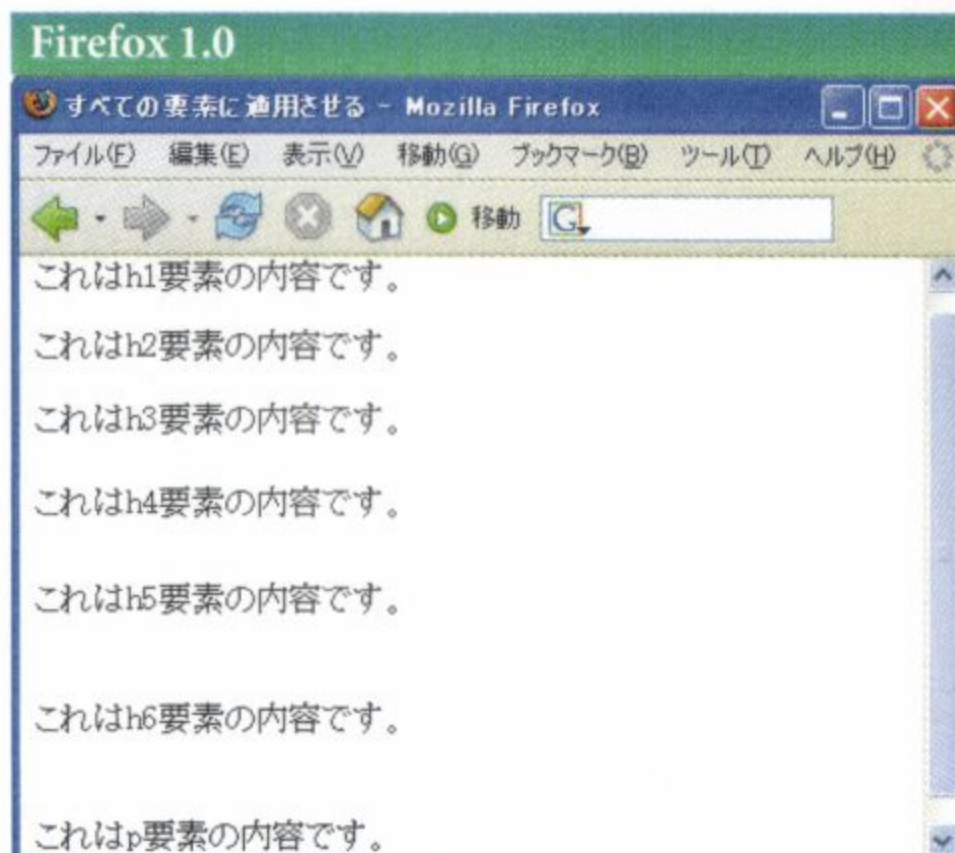 Firefox 1.0
すべての要素に適用させる - Mozilla Firefox
ファイル(F) 編集(E) 表示(V) 移動(G) ブックマーク(B) ツール(T) ヘルプ(H)
移動 G
これはh1要素の内容です。
これはh2要素の内容です。
これはh3要素の内容です。
これはh4要素の内容です。
これはh5要素の内容です。
これはh6要素の内容です。
これはp要素の内容です。